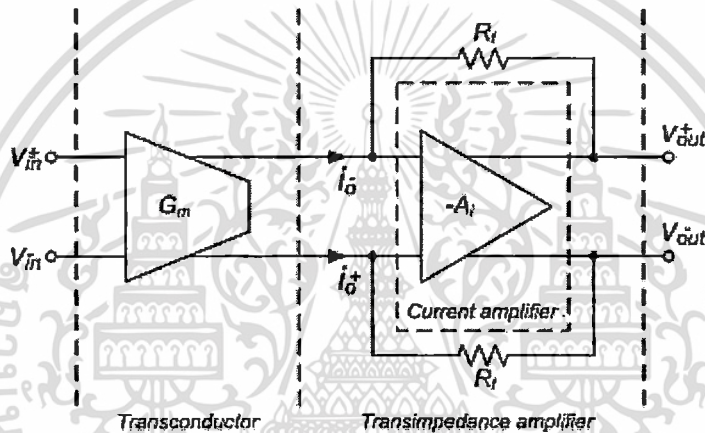 R_f
V_in^+
V_out^+
G_m
i_o^-
-A_i
V_in^-
V_out^-
i_o^+
Current amplifier
R_f
Transconductor
Transimpedance amplifier